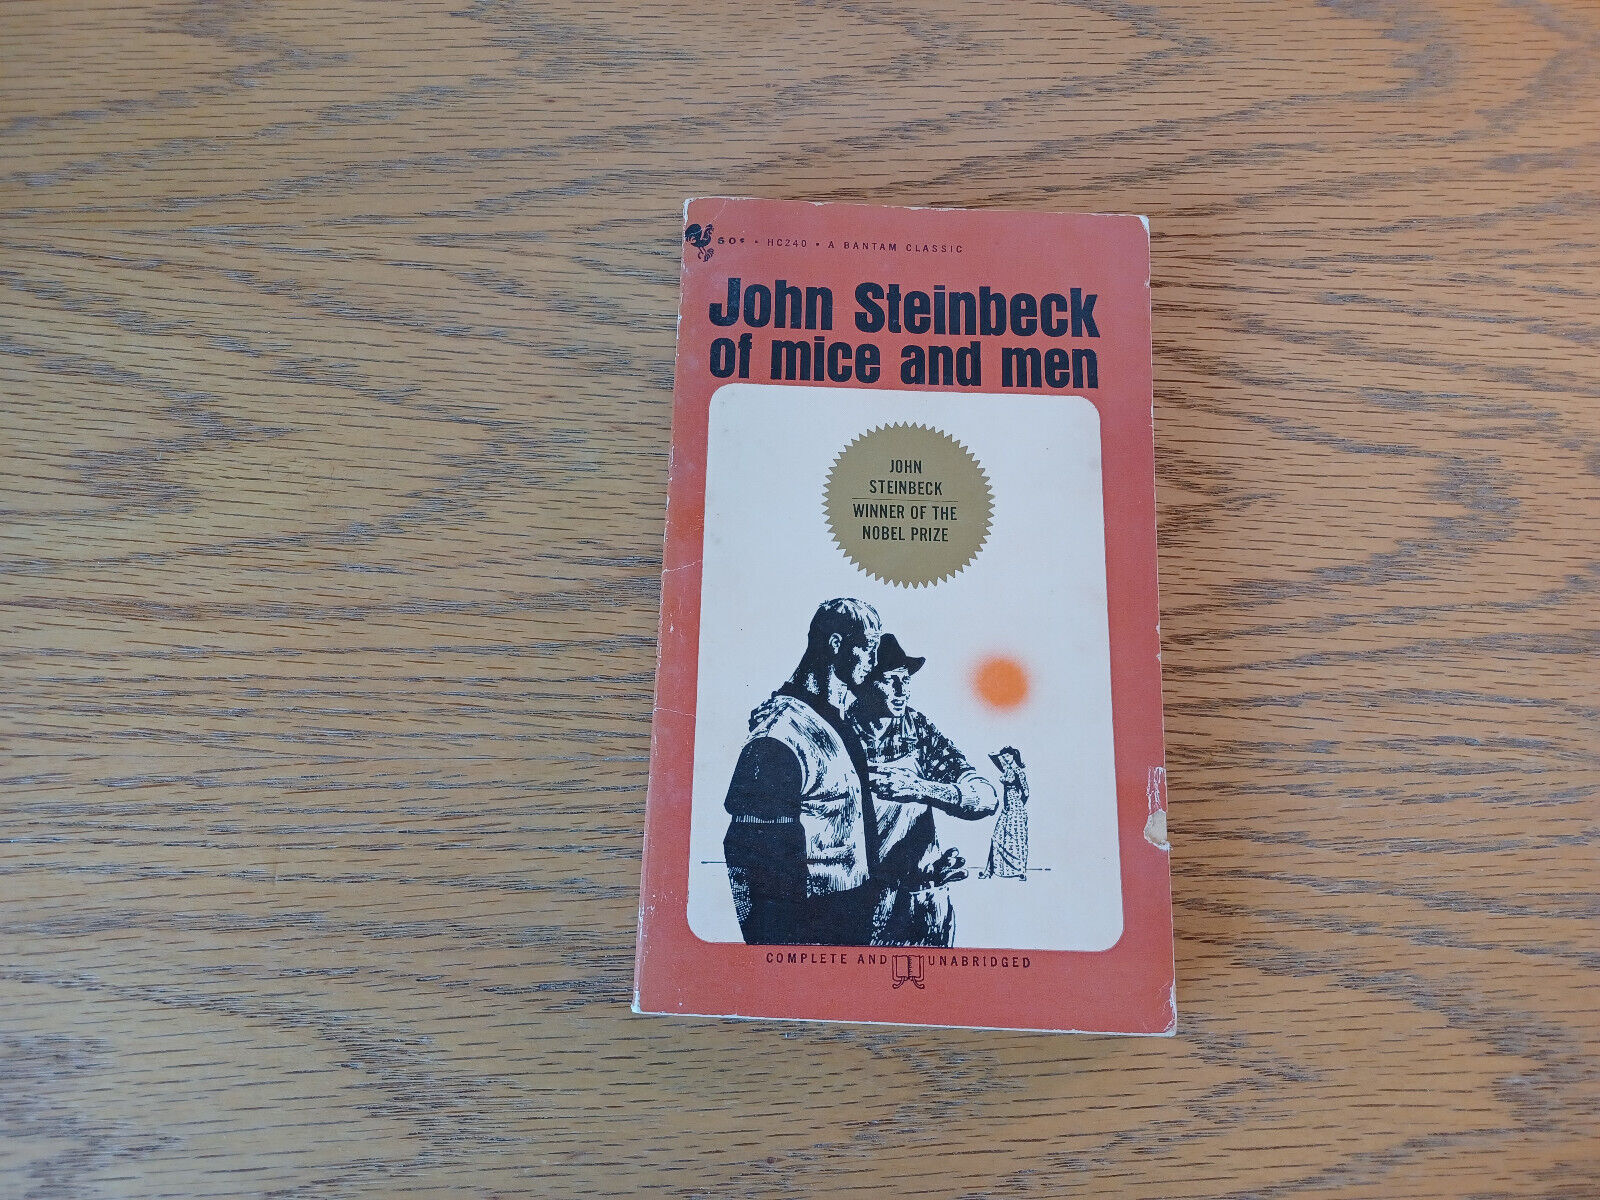 50¢ • HC240 • A BANTAM CLASSIC
John Steinbeck
of mice and men
JOHN
STEINBECK
WINNER OF THE
NOBEL PRIZE
COMPLETE AND UNABRIDGED